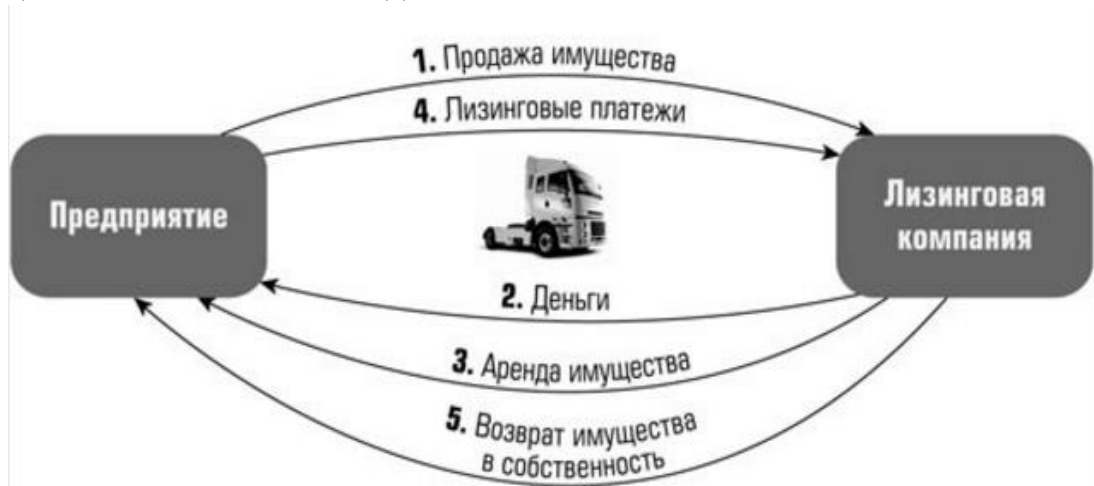 1. Продажа имущества
4. Лизинговые платежи
Предприятие
Лизинговая
компания
2. Деньги
3. Аренда имущества
5. Возврат имущества
в собственность